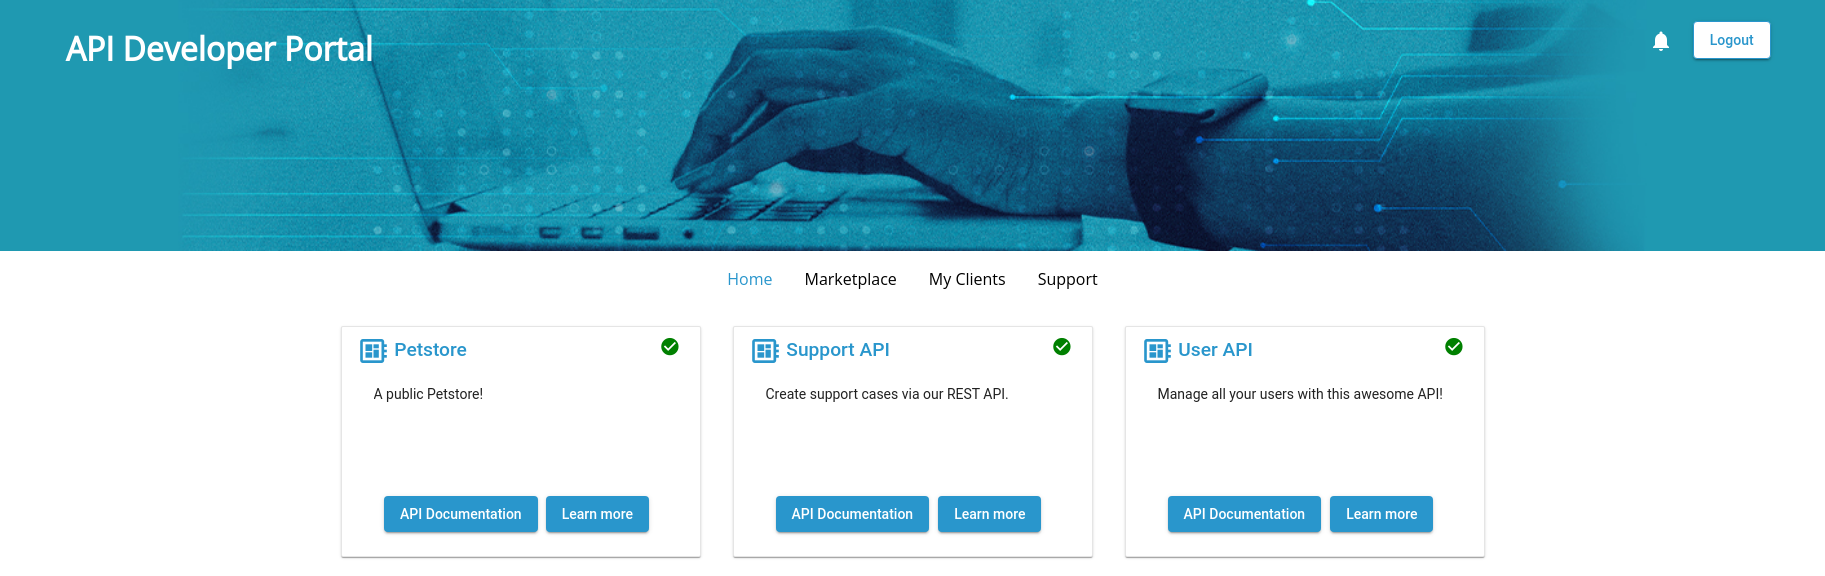 API Developer Portal
Logout
Home Marketplace My Clients Support
Petstore
A public Petstore!
API Documentation Learn more
Support API
Create support cases via our REST API.
API Documentation Learn more
User API
Manage all your users with this awesome API!
API Documentation Learn more